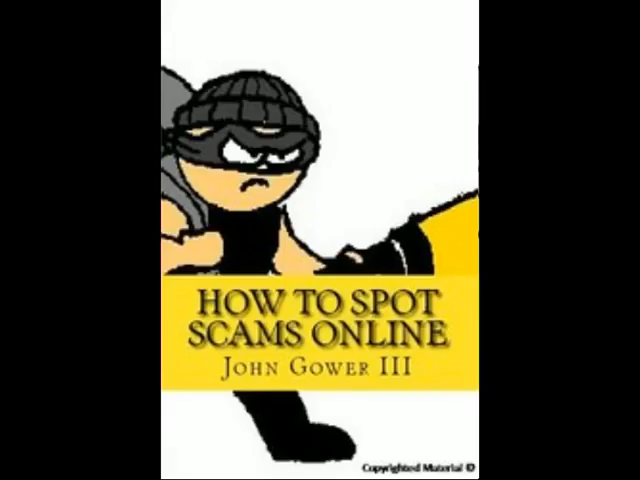 HOW TO SPOT
SCAMS ONLINE
JOHN GOWER III
Copyrighted Material ©